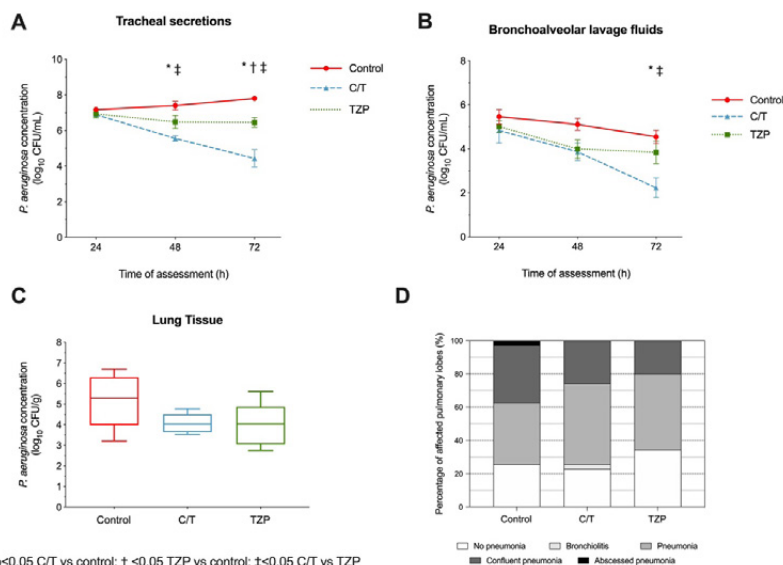 A
Tracheal secretions
P. aeruginosa concentration
(log10 CFU/mL)
10
8
6
4
2
0
24
48
72
Time of assessment (h)
* ‡
* † ‡
Control
C/T
TZP
B
Bronchoalveolar lavage fluids
P. aeruginosa concentration
(log10 CFU/mL)
8
6
4
2
0
24
48
72
Time of assessment (h)
* ‡
Control
C/T
TZP
C
Lung Tissue
P. aeruginosa concentration
(log10 CFU/g)
8
7
6
5
4
3
2
1
0
Control
C/T
TZP
D
Percentage of affected pulmonary lobes (%)
100
80
60
40
20
0
Control
C/T
TZP
No pneumonia
Bronchiolitis
Pneumonia
Confluent pneumonia
Abscessed pneumonia
<0.05 C/T vs control; † <0.05 TZP vs control; ‡<0.05 C/T vs TZP